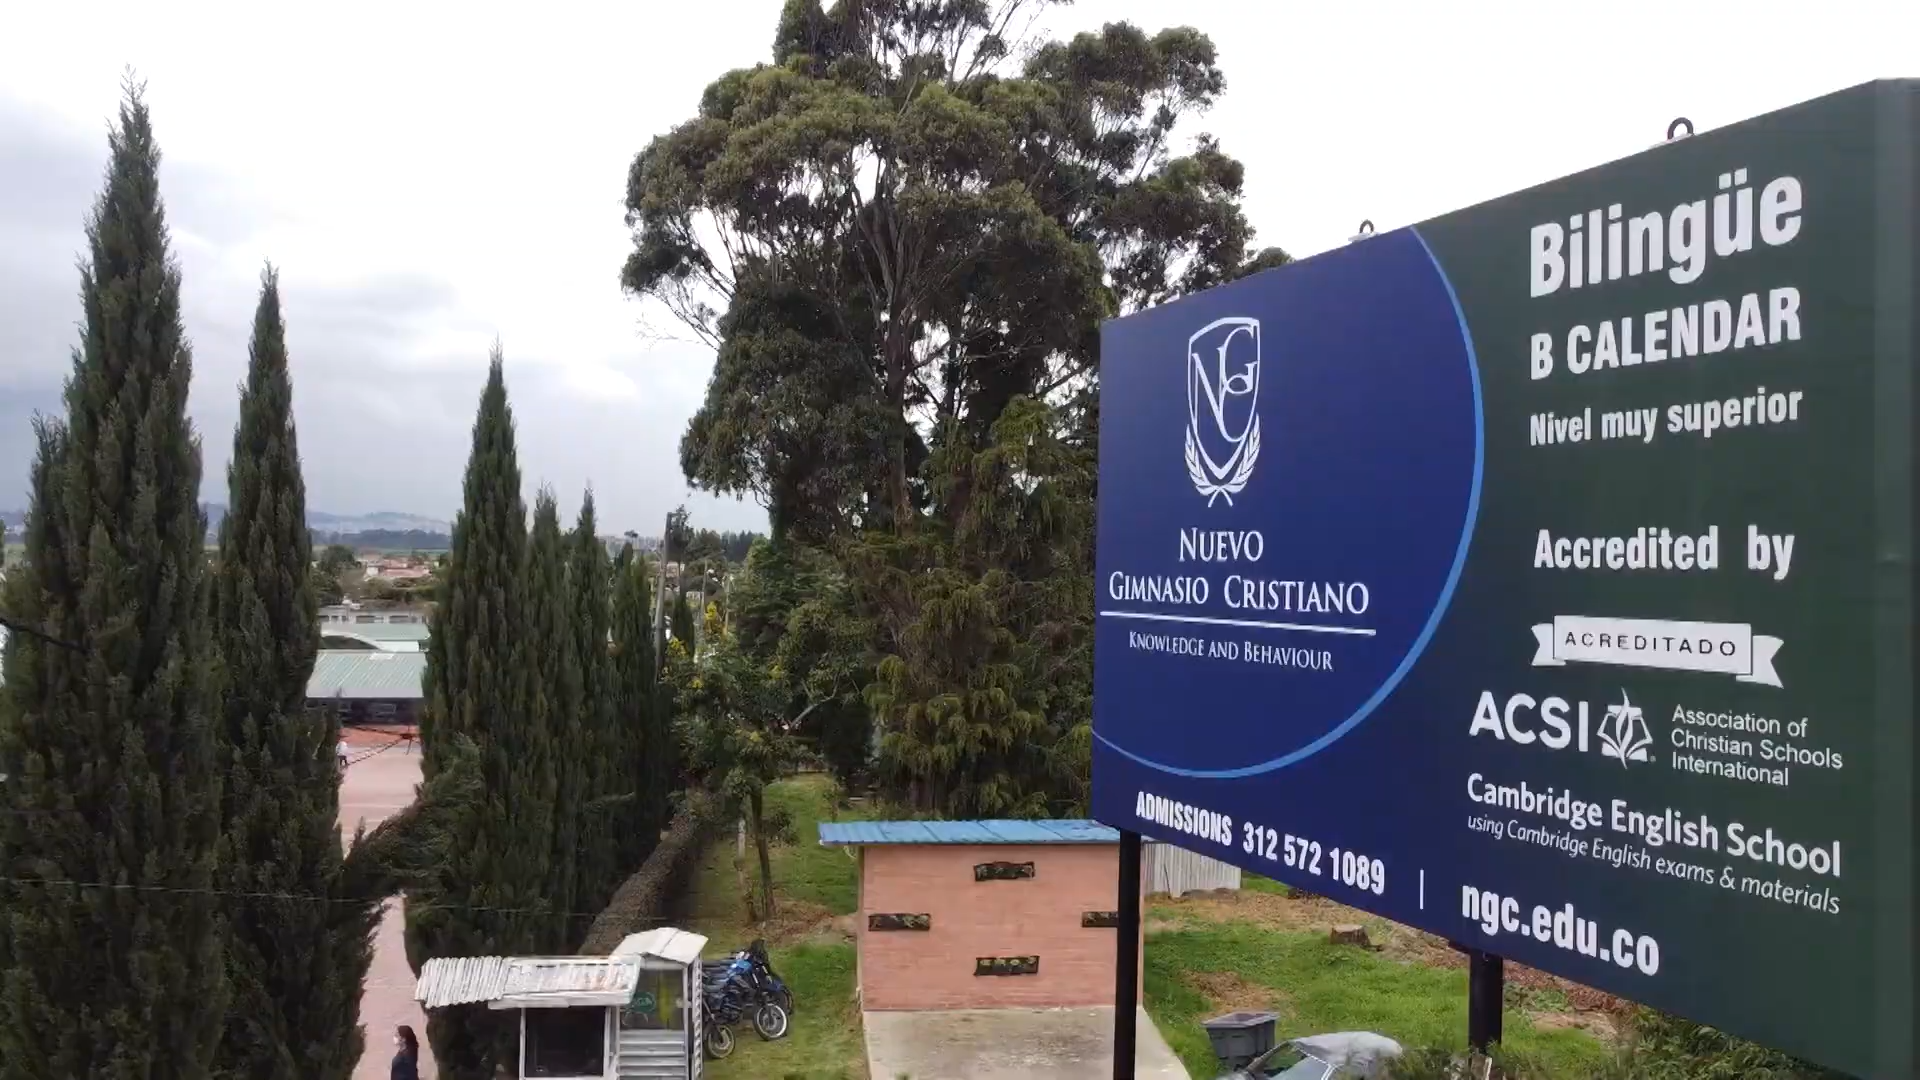 NG
NUEVO
GIMNASIO CRISTIANO
KNOWLEDGE AND BEHAVIOUR
ADMISSIONS 312 572 1089 | ngc.edu.co
Bilingüe
B CALENDAR
Nivel muy superior
Accredited by
ACREDITADO
ACSI
Association of
Christian Schools
International
Cambridge English School
using Cambridge English exams & materials